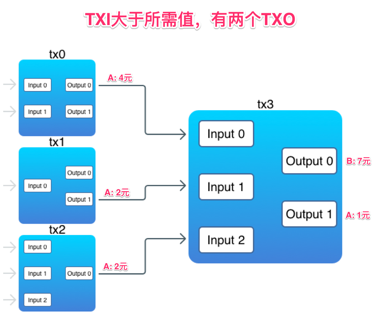 TXI大于所需值，有两个TXO
tx0
Input 0
Output 0
Input 1
Output 1
A: 4元
tx1
Output 0
Input 0
Output 1
A: 2元
tx2
Input 0
Input 1
Output 0
Input 2
A: 2元
tx3
Input 0
Output 0
B: 7元
Input 1
Output 1
A: 1元
Input 2